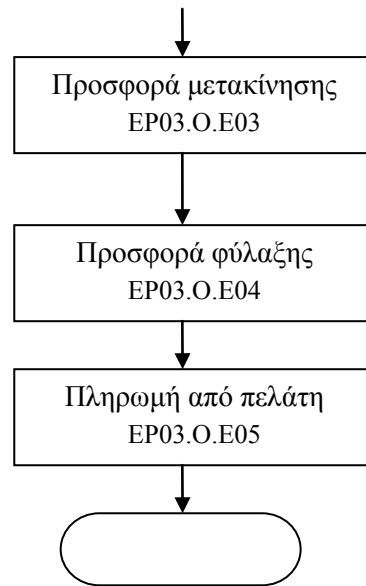 Προσφορά μετακίνησης
EP03.O.E03
Προσφορά φύλαξης
EP03.O.E04
Πληρωμή από πελάτη
EP03.O.E05